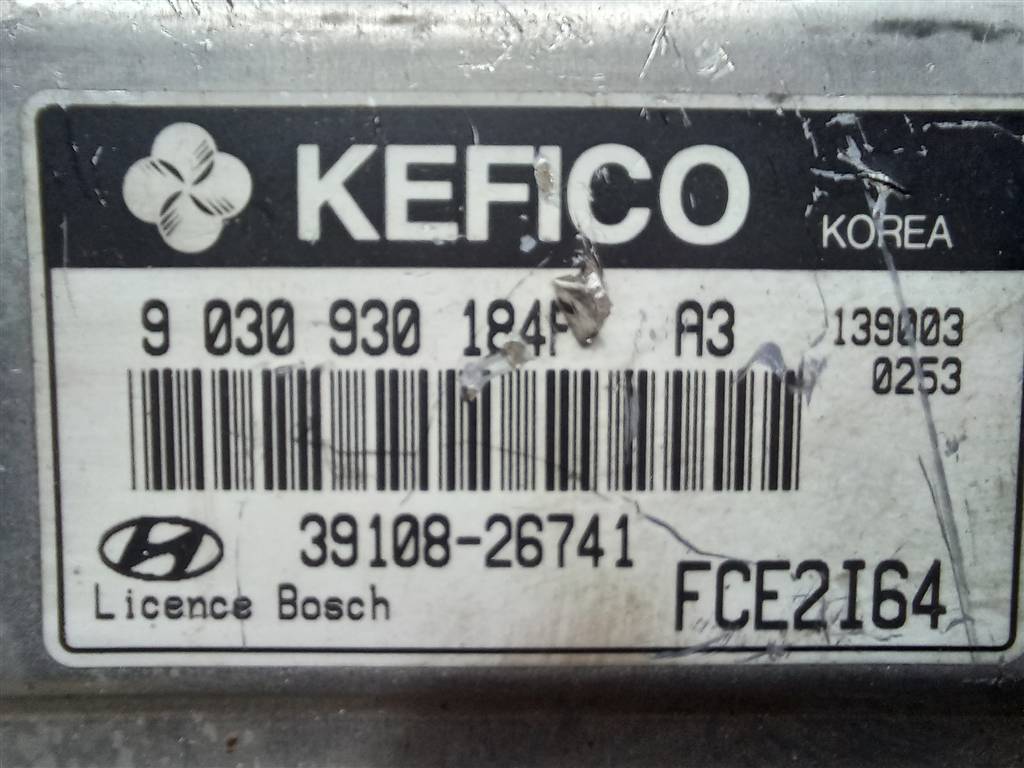 KEFICO
KOREA
9 030 930 184F A3
139003
0253
39108-26741
Licence Bosch
FCE2I64